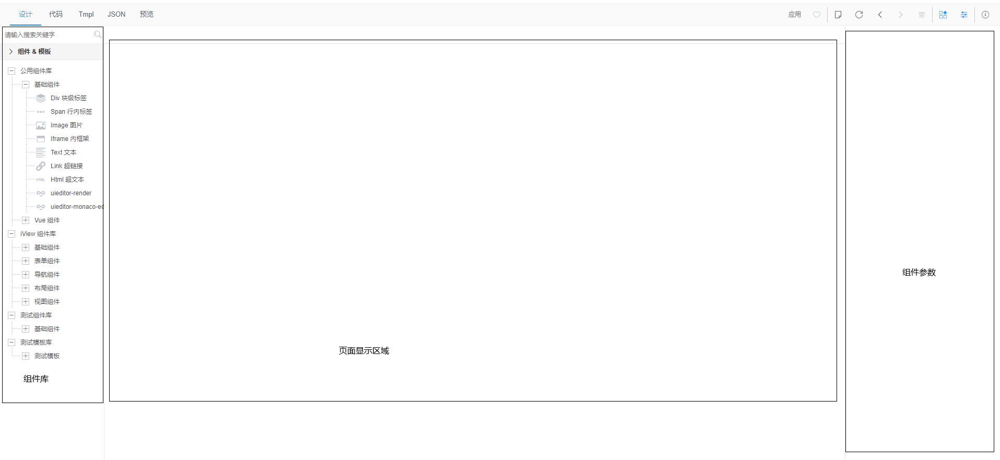 设计 代码 Tmpl JSON 预览 应用
请输入搜索关键字
组件 & 模板
公用组件库
基础组件
Div 块级标签
Span 行内标签
Image 图片
Iframe 内框架
Text 文本
Link 超链接
HTML Html 超文本
uieditor-render
uieditor-monaco-ed
Vue 组件
iView 组件库
基础组件
表单组件
导航组件
布局组件
视图组件
测试组件库
基础组件
测试模板库
测试模板
组件库
页面显示区域
组件参数